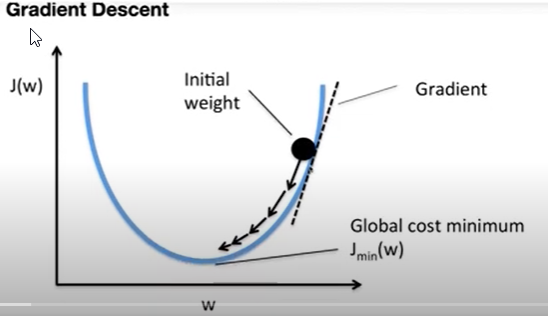 Gradient Descent
J(w)
Initial
weight
Gradient
Global cost minimum
Jmin(w)
w